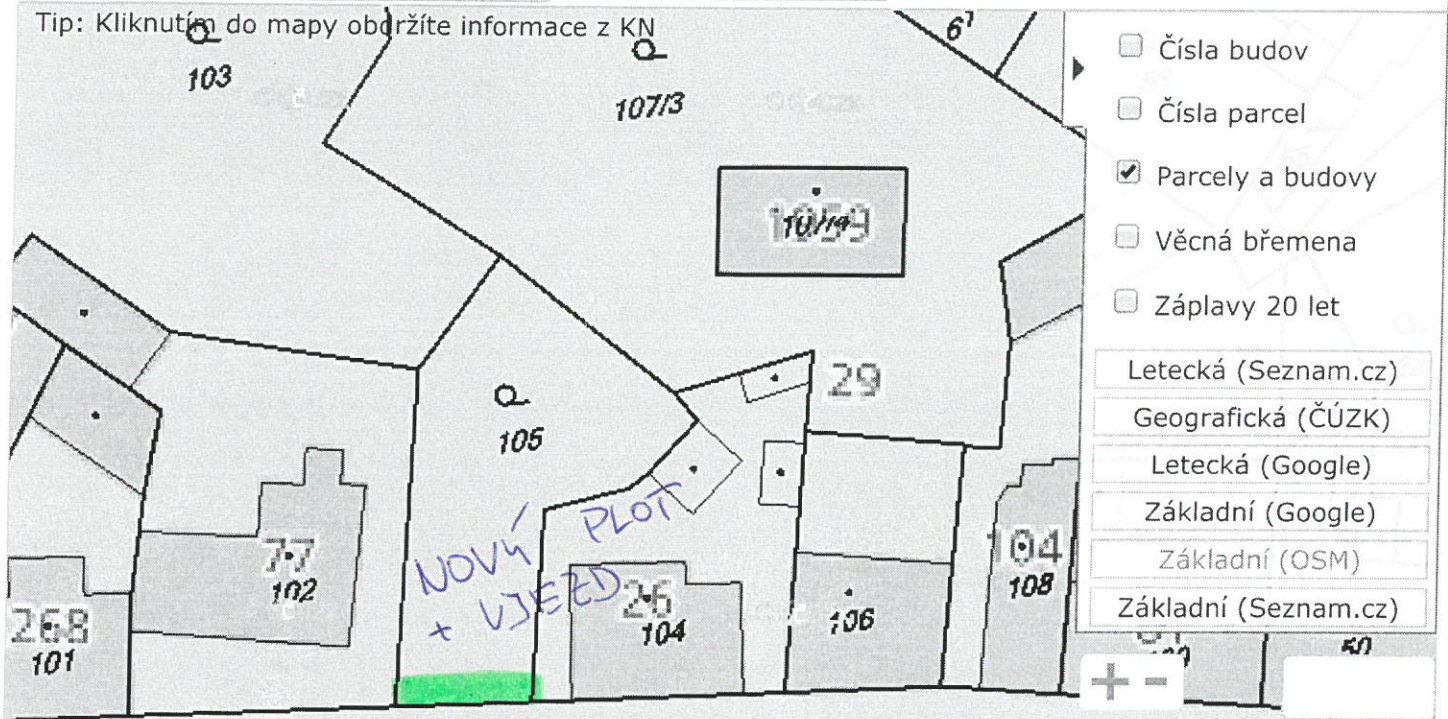 Tip: Kliknutím do mapy obdržíte informace z KN
103
107/3
6
29
105
NOVÝ PLOT
+ VJEZD
77
102
268
101
26
104
106
104
108
Čísla budov
Čísla parcel
Parcely a budovy
Věcná břemena
Záplavy 20 let
Letecká (Seznam.cz)
Geografická (ČÚZK)
Letecká (Google)
Základní (Google)
Základní (OSM)
Základní (Seznam.cz)
+ -